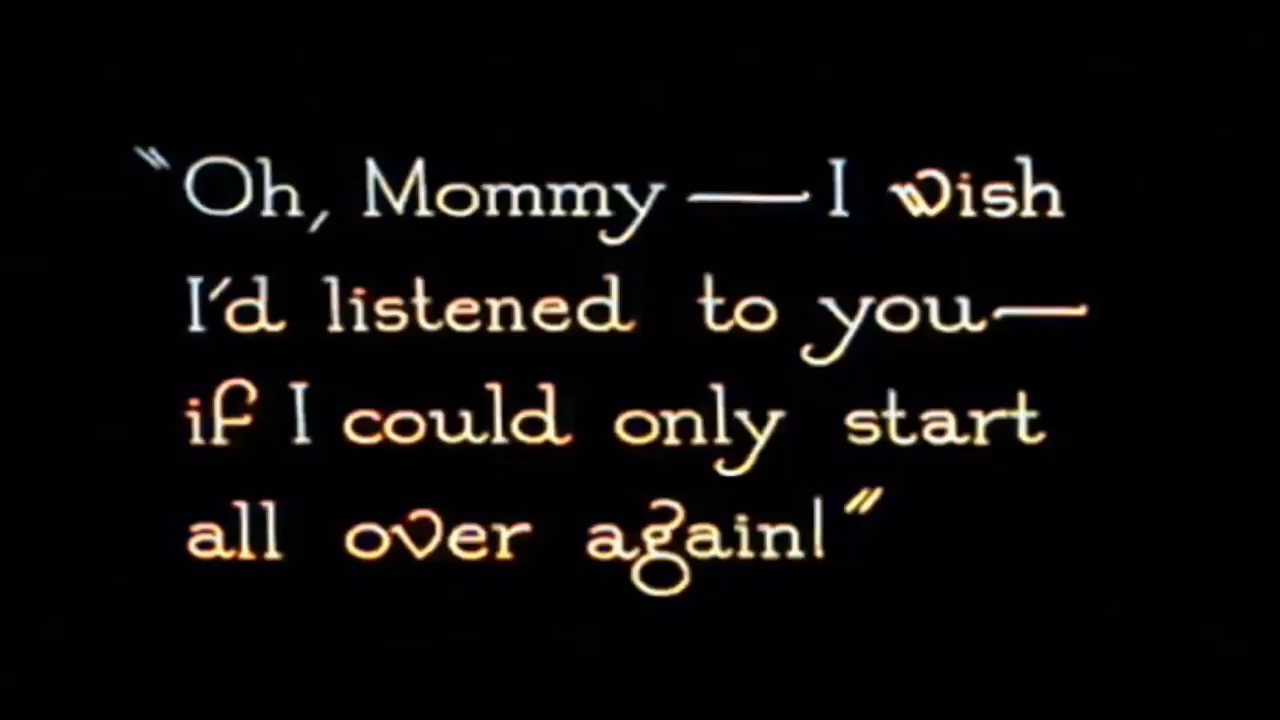 "Oh, Mommy — I wish
I'd listened to you —
if I could only start
all over again!"